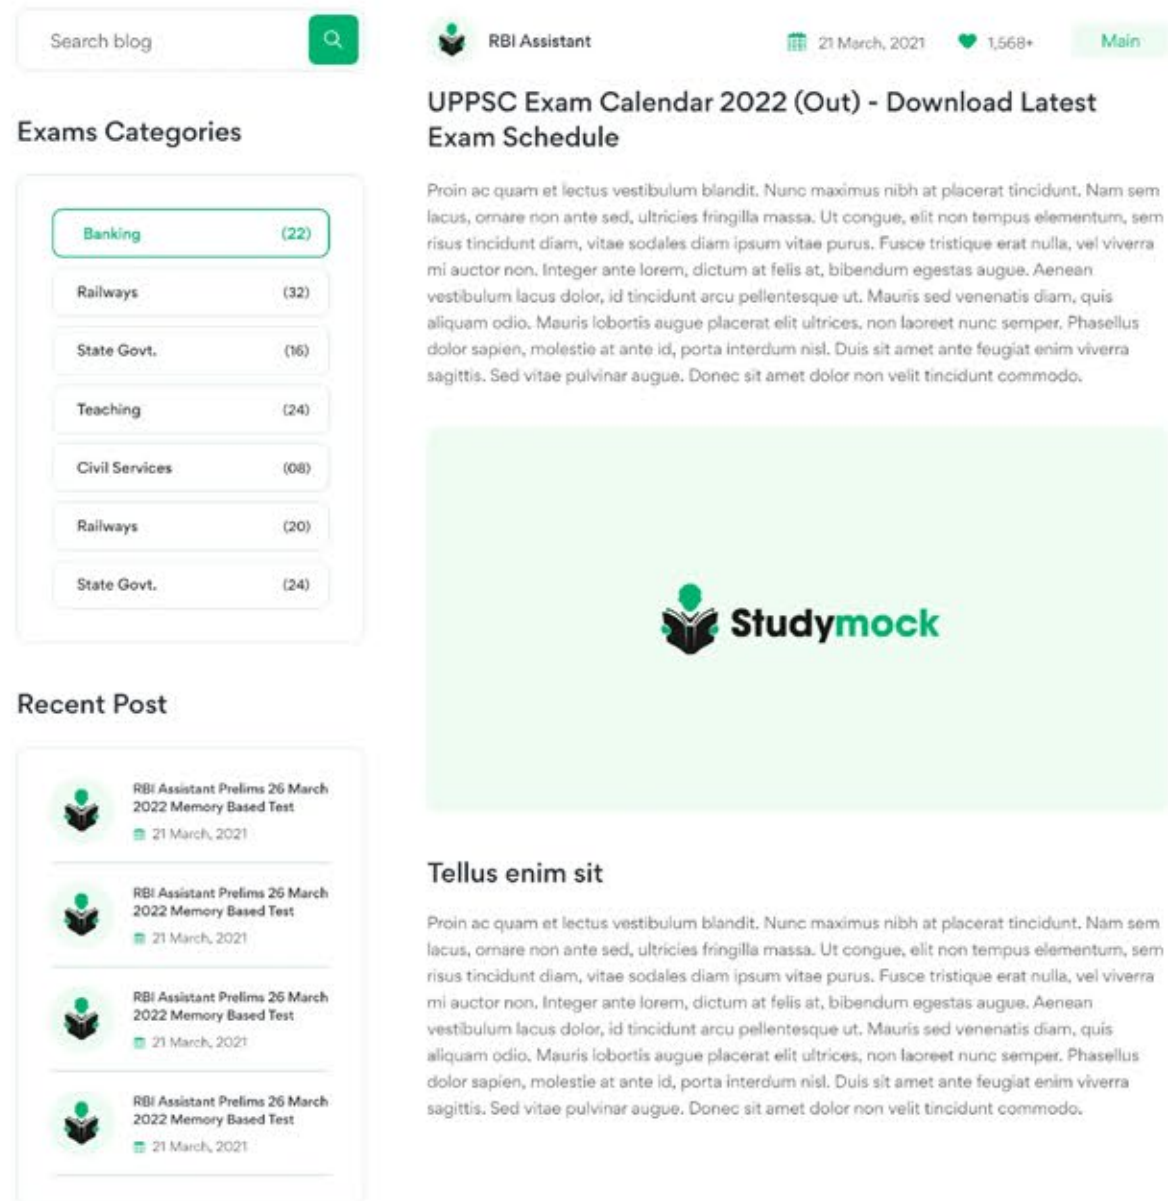 Search blog
Exams Categories
Banking (22)
Railways (32)
State Govt. (16)
Teaching (24)
Civil Services (08)
Railways (20)
State Govt. (24)
Recent Post
RBI Assistant Prelims 26 March
2022 Memory Based Test
21 March, 2021
RBI Assistant Prelims 26 March
2022 Memory Based Test
21 March, 2021
RBI Assistant Prelims 26 March
2022 Memory Based Test
21 March, 2021
RBI Assistant Prelims 26 March
2022 Memory Based Test
21 March, 2021
RBI Assistant 21 March, 2021 1,568+ Main
UPPSC Exam Calendar 2022 (Out) - Download Latest
Exam Schedule
Proin ac quam et lectus vestibulum blandit. Nunc maximus nibh at placerat tincidunt. Nam sem
lacus, ornare non ante sed, ultricies fringilla massa. Ut congue, elit non tempus elementum, sem
risus tincidunt diam, vitae sodales diam ipsum vitae purus. Fusce tristique erat nulla, vel viverra
mi auctor non. Integer ante lorem, dictum at felis at, bibendum egestas augue. Aenean
vestibulum lacus dolor, id tincidunt arcu pellentesque ut. Mauris sed venenatis diam, quis
aliquam odio. Mauris lobortis augue placerat elit ultrices, non laoreet nunc semper. Phasellus
dolor sapien, molestie at ante id, porta interdum nisl. Duis sit amet ante feugiat enim viverra
sagittis. Sed vitae pulvinar augue. Donec sit amet dolor non velit tincidunt commodo.
Studymock
Tellus enim sit
Proin ac quam et lectus vestibulum blandit. Nunc maximus nibh at placerat tincidunt. Nam sem
lacus, ornare non ante sed, ultricies fringilla massa. Ut congue, elit non tempus elementum, sem
risus tincidunt diam, vitae sodales diam ipsum vitae purus. Fusce tristique erat nulla, vel viverra
mi auctor non. Integer ante lorem, dictum at felis at, bibendum egestas augue. Aenean
vestibulum lacus dolor, id tincidunt arcu pellentesque ut. Mauris sed venenatis diam, quis
aliquam odio. Mauris lobortis augue placerat elit ultrices, non laoreet nunc semper. Phasellus
dolor sapien, molestie at ante id, porta interdum nisl. Duis sit amet ante feugiat enim viverra
sagittis. Sed vitae pulvinar augue. Donec sit amet dolor non velit tincidunt commodo.